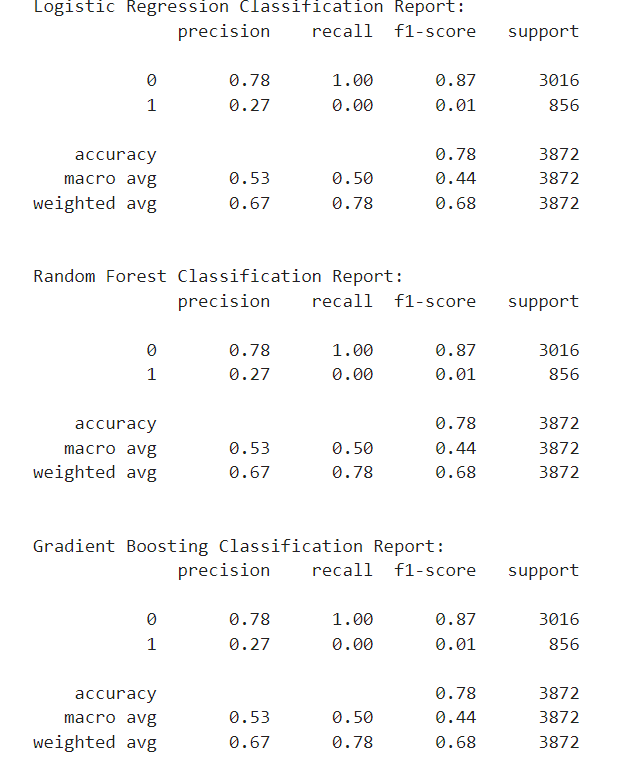 Logistic Regression Classification Report:
precision recall f1-score support
0 0.78 1.00 0.87 3016
1 0.27 0.00 0.01 856
accuracy 0.78 3872
macro avg 0.53 0.50 0.44 3872
weighted avg 0.67 0.78 0.68 3872
Random Forest Classification Report:
precision recall f1-score support
0 0.78 1.00 0.87 3016
1 0.27 0.00 0.01 856
accuracy 0.78 3872
macro avg 0.53 0.50 0.44 3872
weighted avg 0.67 0.78 0.68 3872
Gradient Boosting Classification Report:
precision recall f1-score support
0 0.78 1.00 0.87 3016
1 0.27 0.00 0.01 856
accuracy 0.78 3872
macro avg 0.53 0.50 0.44 3872
weighted avg 0.67 0.78 0.68 3872